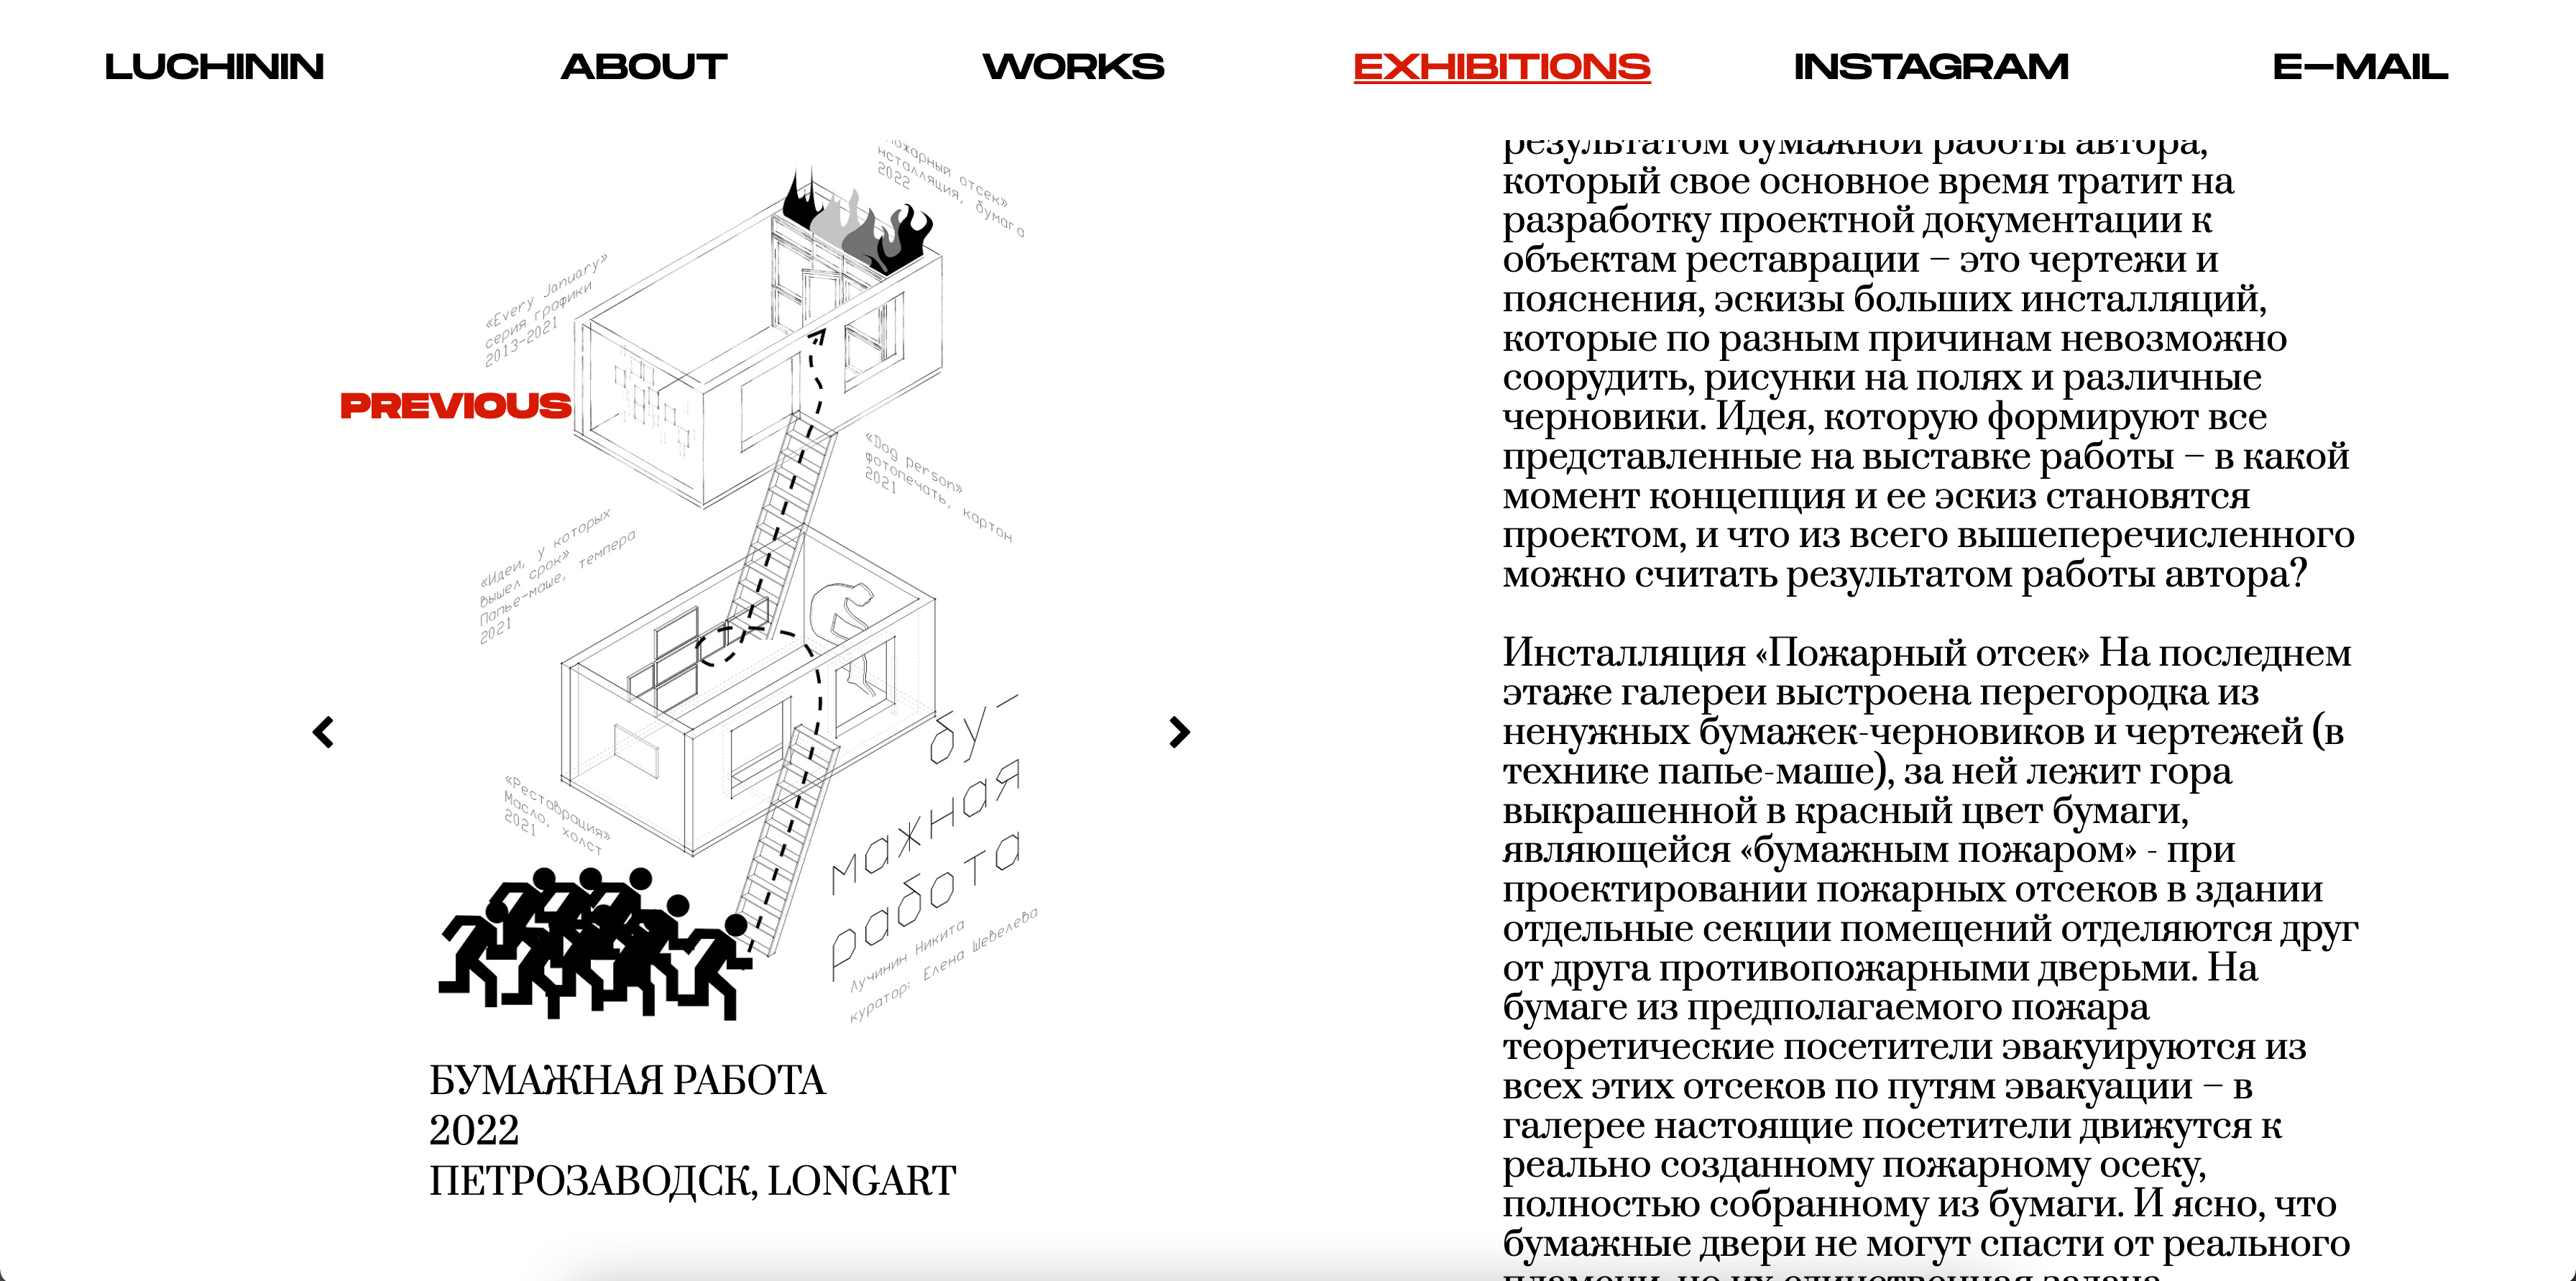 LUCHININ
ABOUT
WORKS
EXHIBITIONS
INSTAGRAM
E—MAIL
отсек»
нсталляция, бумага
2022
«Every January»
серия графики
2013-2021
PREVIOUS
«Dog person»
фотопечать, картон
2021
«Идеи, у которых
вышел срок»
Папье-маше, темпера
2021
«Реставрация»
Масло, холст
2021
бу-
мажная
работа
Лучинин Никита
куратор: Елена Шевелева
БУМАЖНАЯ РАБОТА
2022
ПЕТРОЗАВОДСК, LONGART
результатом бумажной работы автора,
который свое основное время тратит на
разработку проектной документации к
объектам реставрации – это чертежи и
пояснения, эскизы больших инсталляций,
которые по разным причинам невозможно
соорудить, рисунки на полях и различные
черновики. Идея, которую формируют все
представленные на выставке работы – в какой
момент концепция и ее эскиз становятся
проектом, и что из всего вышеперечисленного
можно считать результатом работы автора?
Инсталляция «Пожарный отсек» На последнем
этаже галереи выстроена перегородка из
ненужных бумажек-черновиков и чертежей (в
технике папье-маше), за ней лежит гора
выкрашенной в красный цвет бумаги,
являющейся «бумажным пожаром» - при
проектировании пожарных отсеков в здании
отдельные секции помещений отделяются друг
от друга противопожарными дверьми. На
бумаге из предполагаемого пожара
теоретические посетители эвакуируются из
всех этих отсеков по путям эвакуации – в
галерее настоящие посетители движутся к
реально созданному пожарному осеку,
полностью собранному из бумаги. И ясно, что
бумажные двери не могут спасти от реального